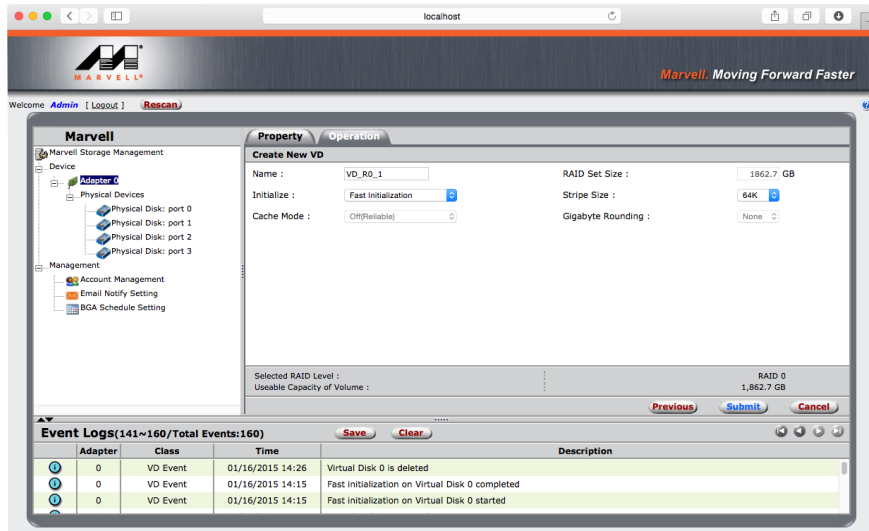 localhost
MARVELL®
Marvell. Moving Forward Faster
Welcome Admin [ Logout ] Rescan
Marvell
Marvell Storage Management
Device
Adapter 0
Physical Devices
Physical Disk: port 0
Physical Disk: port 1
Physical Disk: port 2
Physical Disk: port 3
Management
Account Management
Email Notify Setting
BGA Schedule Setting
Property Operation
Create New VD
Name : VD_R0_1 RAID Set Size : 1862.7 GB
Initialize : Fast Initialization Stripe Size : 64K
Cache Mode : Off(Reliable) Gigabyte Rounding : None
Selected RAID Level : RAID 0
Useable Capacity of Volume : 1,862.7 GB
Previous Submit Cancel
Event Logs(141~160/Total Events:160) Save Clear
Adapter Class Time Description
0 VD Event 01/16/2015 14:26 Virtual Disk 0 is deleted
0 VD Event 01/16/2015 14:15 Fast initialization on Virtual Disk 0 completed
0 VD Event 01/16/2015 14:15 Fast initialization on Virtual Disk 0 started